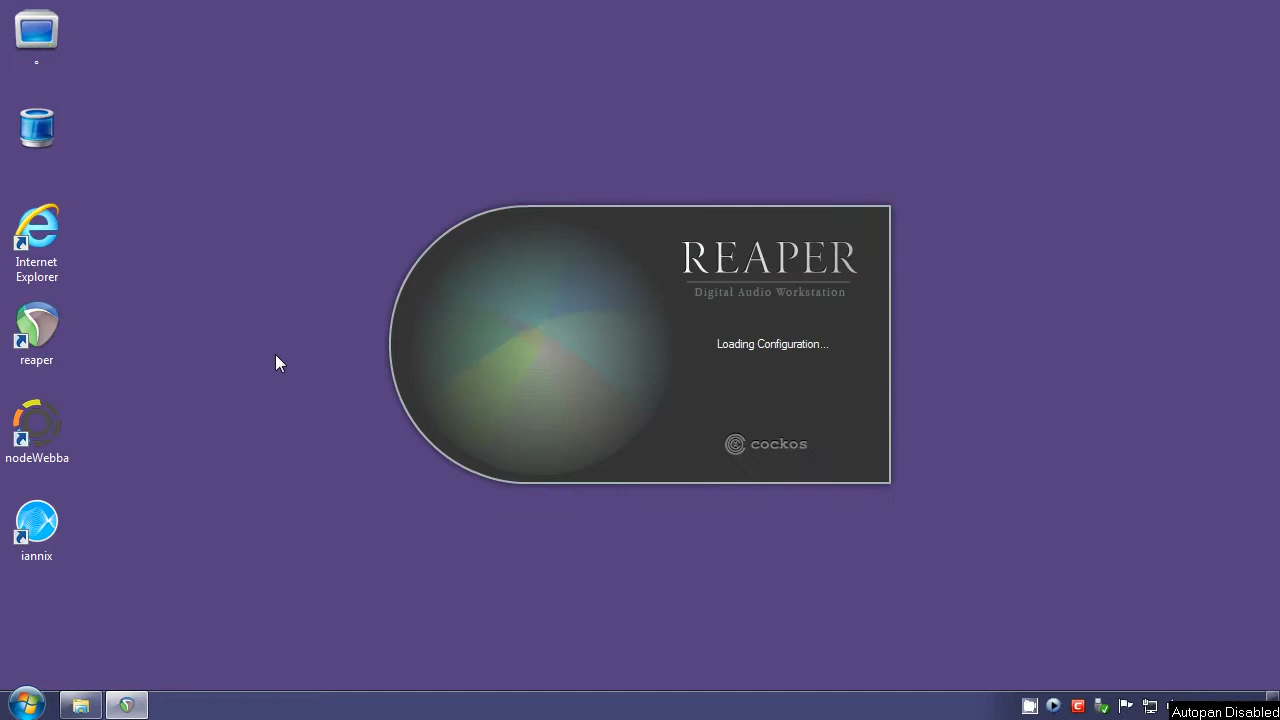 Internet
Explorer
reaper
nodeWebba
iannix
REAPER
Digital Audio Workstation
Loading Configuration...
cockos
Autopan Disabled